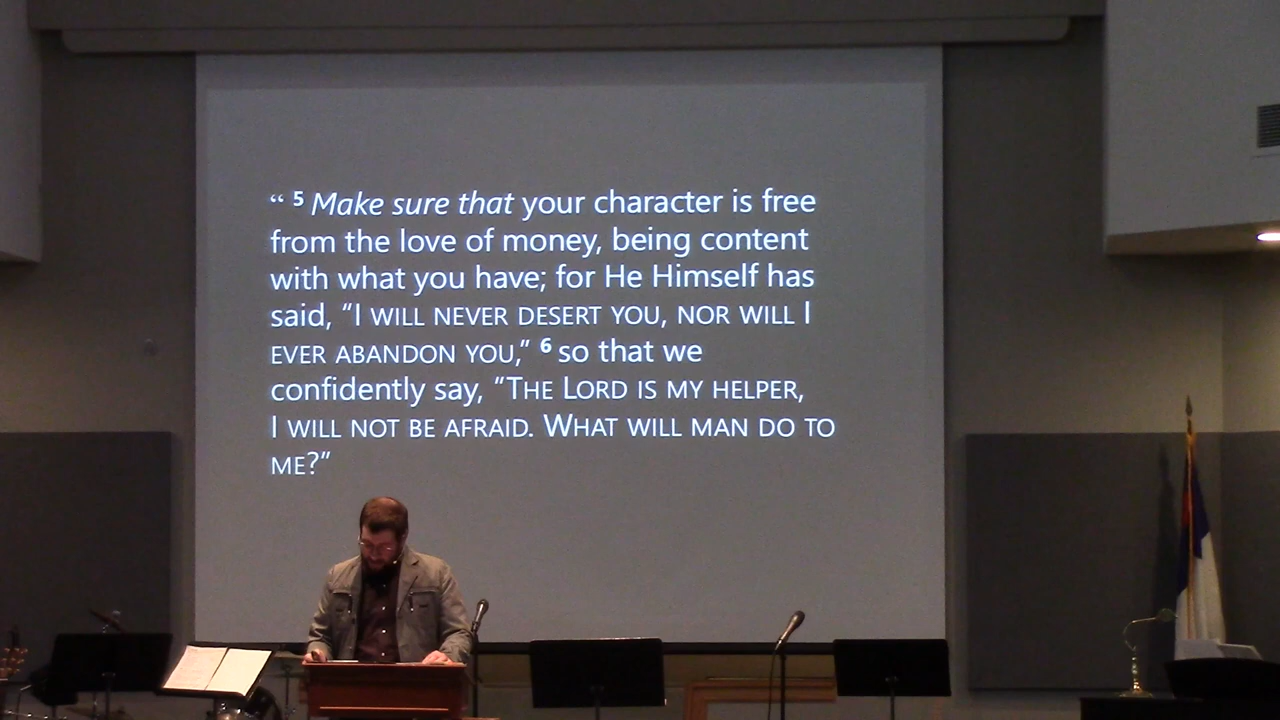 “ 5 Make sure that your character is free
from the love of money, being content
with what you have; for He Himself has
said, “I WILL NEVER DESERT YOU, NOR WILL I
EVER ABANDON YOU,” 6 so that we
confidently say, “THE LORD IS MY HELPER,
I WILL NOT BE AFRAID. WHAT WILL MAN DO TO
ME?”